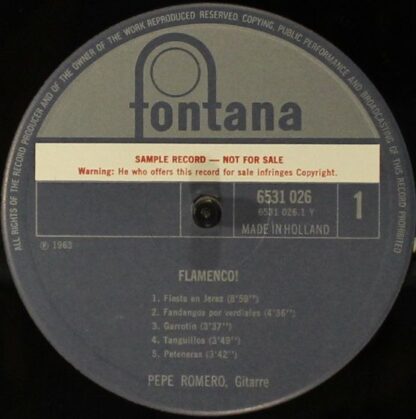 ALL RIGHTS OF THE RECORD PRODUCER AND OF THE OWNER OF THE WORK REPRODUCED RESERVED. COPYING, PUBLIC PERFORMANCE AND BROADCASTING OF THIS RECORD PROHIBITED
fontana
SAMPLE RECORD — NOT FOR SALE
Warning: He who offers this record for sale infringes Copyright.
6531 026
6531 026.1 Y
MADE IN HOLLAND
1
℗ 1963
FLAMENCO!
1. Fiesta en Jerez (6'59'')
2. Fandangos por verdiales (4'36'')
3. Garrotin (3'37'')
4. Tanguillos (3'49'')
5. Peteneras (3'42'')
PEPE ROMERO, Gitarre